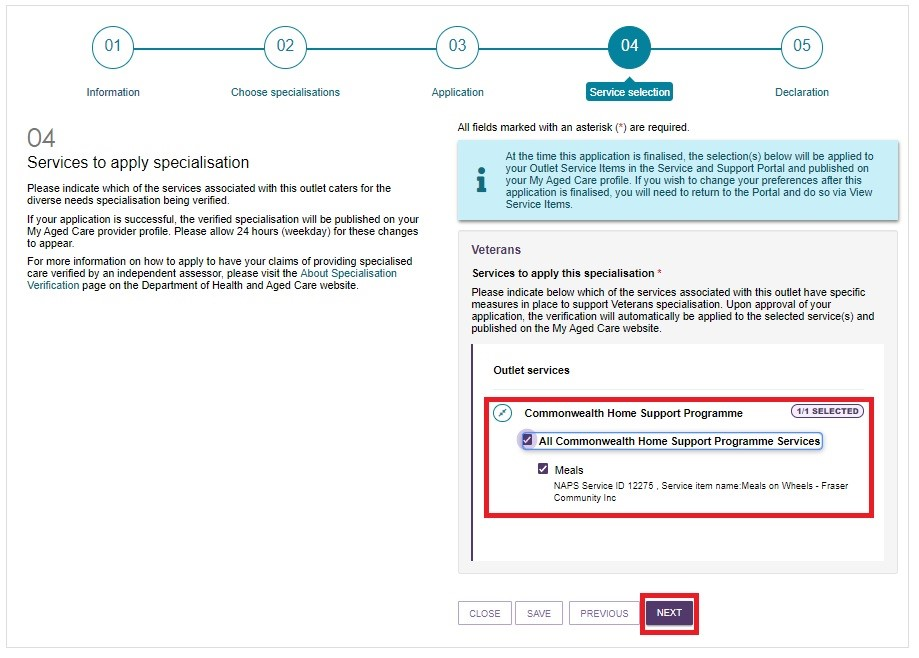 01
02
03
04
05
Information
Choose specialisations
Application
Service selection
Declaration
04
Services to apply specialisation
Please indicate which of the services associated with this outlet caters for the
diverse needs specialisation being verified.
If your application is successful, the verified specialisation will be published on your
My Aged Care provider profile. Please allow 24 hours (weekday) for these changes
to appear.
For more information on how to apply to have your claims of providing specialised
care verified by an independent assessor, please visit the About Specialisation
Verification page on the Department of Health and Aged Care website.
All fields marked with an asterisk (*) are required.
At the time this application is finalised, the selection(s) below will be applied to
your Outlet Service Items in the Service and Support Portal and published on
your My Aged Care profile. If you wish to change your preferences after this
application is finalised, you will need to return to the Portal and do so via View
Service Items.
Veterans
Services to apply this specialisation *
Please indicate below which of the services associated with this outlet have specific
measures in place to support Veterans specialisation. Upon approval of your
application, the verification will automatically be applied to the selected service(s) and
published on the My Aged Care website.
Outlet services
Commonwealth Home Support Programme
1/1 SELECTED
All Commonwealth Home Support Programme Services
Meals
NAPS Service ID 12275 , Service item name:Meals on Wheels - Fraser
Community Inc
CLOSE
SAVE
PREVIOUS
NEXT